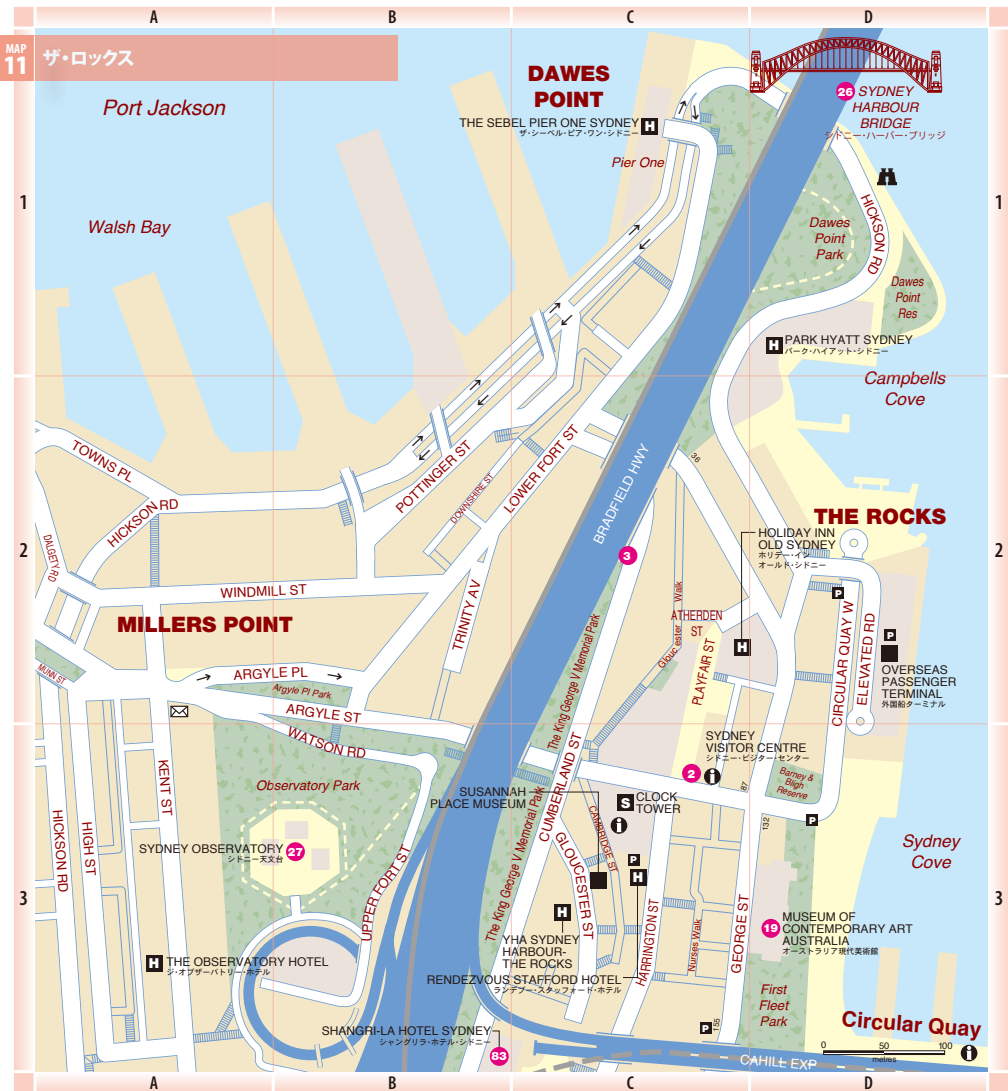 A
B
C
D
MAP
11
ザ・ロックス
Port Jackson
DAWES
POINT
THE SEBEL PIER ONE SYDNEY
ザ・シーベル・ピア・ワン・シドニー
H
Pier One
26
SYDNEY
HARBOUR
BRIDGE
シドニー・ハーバー・ブリッジ
1
1
Walsh Bay
HICKSON RD
Dawes
Point
Park
Dawes
Point
Res
H
PARK HYATT SYDNEY
パーク・ハイアット・シドニー
Campbells
Cove
TOWNS PL
HICKSON RD
POTTINGER ST
DOWNSHIRE ST
LOWER FORT ST
BRADFIELD HWY
36
THE ROCKS
2
2
DALGETY RD
3
HOLIDAY INN
OLD SYDNEY
ホリデー・イン
オールド・シドニー
H
WINDMILL ST
TRINITY AV
MILLERS POINT
Gloucester Walk
ATHERDEN
ST
PLAYFAIR ST
P
CIRCULAR QUAY W
ELEVATED RD
P
OVERSEAS
PASSENGER
TERMINAL
外国船ターミナル
MUNN ST
ARGYLE PL
Argyle Pl Park
ARGYLE ST
WATSON RD
The King George V Memorial Park
SYDNEY
VISITOR CENTRE
シドニー・ビジター・センター
2
i
Barney &
Bligh
Reserve
87
132
P
KENT ST
Observatory Park
SUSANNAH
PLACE MUSEUM
CUMBERLAND ST
S
CLOCK
TOWER
i
CAMBRIDGE ST
HICKSON RD
HIGH ST
SYDNEY OBSERVATORY
シドニー天文台
27
UPPER FORT ST
The King George V Memorial Park
GLOUCESTER ST
P
H
Sydney
Cove
3
3
H
YHA SYDNEY
HARBOUR-
THE ROCKS
HARRINGTON ST
Nurses Walk
GEORGE ST
19
MUSEUM OF
CONTEMPORARY ART
AUSTRALIA
オーストラリア現代美術館
H
THE OBSERVATORY HOTEL
ジ・オブザーバトリー・ホテル
RENDEZVOUS STAFFORD HOTEL
ランデブー・スタッフォード・ホテル
First
Fleet
Park
SHANGRI-LA HOTEL SYDNEY
シャングリラ・ホテル・シドニー
83
P
155
Circular Quay
i
CAHILL EXP
0
50
100
metres
A
B
C
D